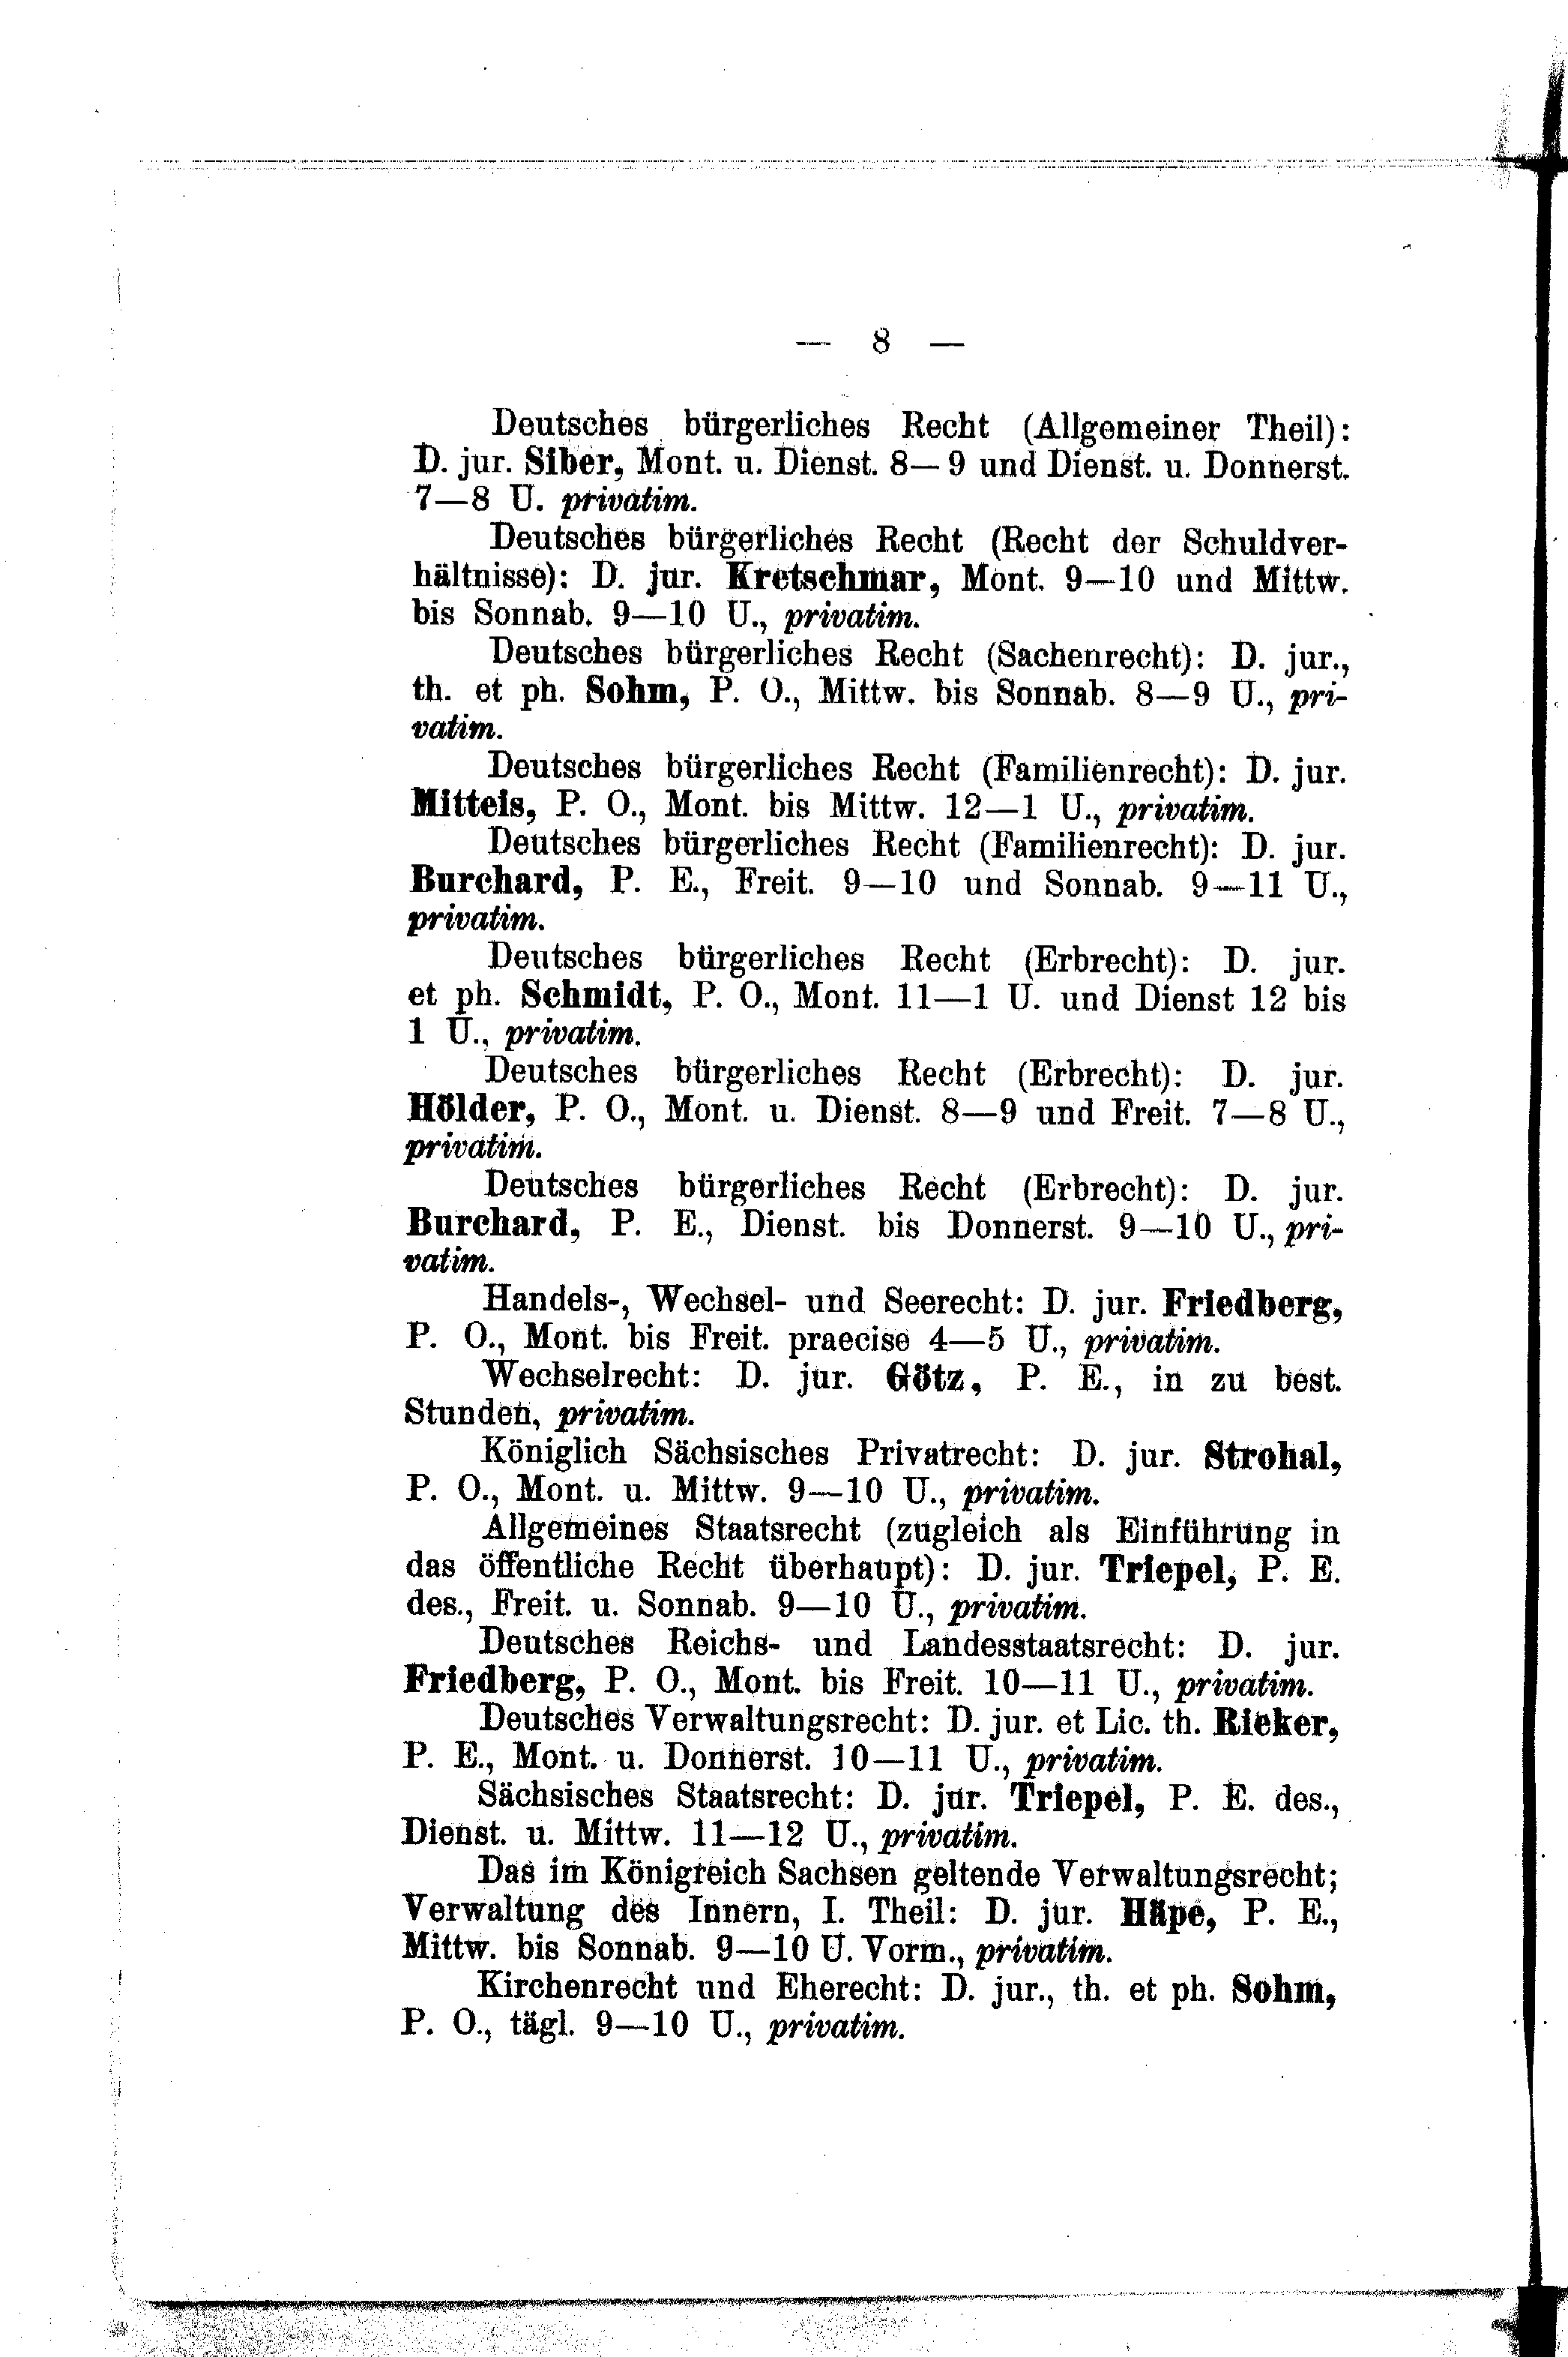 — 8 —
Deutsches bürgerliches Recht (Allgemeiner Theil):
D. jur. Siber, Mont. u. Dienst. 8—9 und Dienst. u. Donnerst.
7—8 U. privatim.
Deutsches bürgerliches Recht (Recht der Schuldver-
hältnisse): D. jur. Kretschmar, Mont. 9—10 und Mittw.
bis Sonnab. 9—10 U., privatim.
Deutsches bürgerliches Recht (Sachenrecht): D. jur.,
th. et ph. Sohm, P. O., Mittw. bis Sonnab. 8—9 U., pri-
vatim.
Deutsches bürgerliches Recht (Familienrecht): D. jur.
Mitteis, P. O., Mont. bis Mittw. 12—1 U., privatim.
Deutsches bürgerliches Recht (Familienrecht): D. jur.
Burchard, P. E., Freit. 9—10 und Sonnab. 9—11 U.,
privatim.
Deutsches bürgerliches Recht (Erbrecht): D. jur.
et ph. Schmidt, P. O., Mont. 11—1 U. und Dienst 12 bis
1 U., privatim.
Deutsches bürgerliches Recht (Erbrecht): D. jur.
Hölder, P. O., Mont. u. Dienst. 8—9 und Freit. 7—8 U.,
privatim.
Deutsches bürgerliches Recht (Erbrecht): D. jur.
Burchard, P. E., Dienst. bis Donnerst. 9—10 U., pri-
vatim.
Handels-, Wechsel- und Seerecht: D. jur. Friedberg,
P. O., Mont. bis Freit. praecise 4—5 U., privatim.
Wechselrecht: D. jur. Götz, P. E., in zu best.
Stunden, privatim.
Königlich Sächsisches Privatrecht: D. jur. Strohal,
P. O., Mont. u. Mittw. 9—10 U., privatim.
Allgemeines Staatsrecht (zugleich als Einführung in
das öffentliche Recht überhaupt): D. jur. Triepel, P. E.
des., Freit. u. Sonnab. 9—10 U., privatim.
Deutsches Reichs- und Landesstaatsrecht: D. jur.
Friedberg, P. O., Mont. bis Freit. 10—11 U., privatim.
Deutsches Verwaltungsrecht: D. jur. et Lic. th. Rieker,
P. E., Mont. u. Donnerst. 10—11 U., privatim.
Sächsisches Staatsrecht: D. jur. Triepel, P. E. des.,
Dienst. u. Mittw. 11—12 U., privatim.
Das im Königreich Sachsen geltende Verwaltungsrecht;
Verwaltung des Innern, I. Theil: D. jur. Häpe, P. E.,
Mittw. bis Sonnab. 9—10 U. Vorm., privatim.
Kirchenrecht und Eherecht: D. jur., th. et ph. Sohm,
P. O., tägl. 9—10 U., privatim.